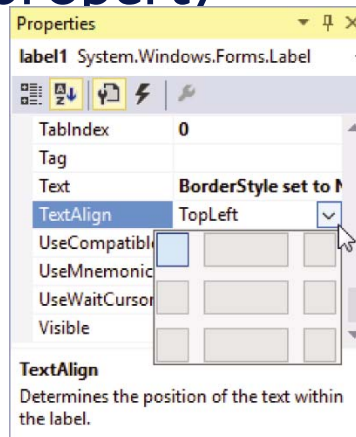 property
Properties
label1 System.Windows.Forms.Label
TabIndex 0
Tag
Text BorderStyle set to
TextAlign TopLeft
UseCompatibl
UseMnemonic
UseWaitCursor
Visible
TextAlign
Determines the position of the text within
the label.